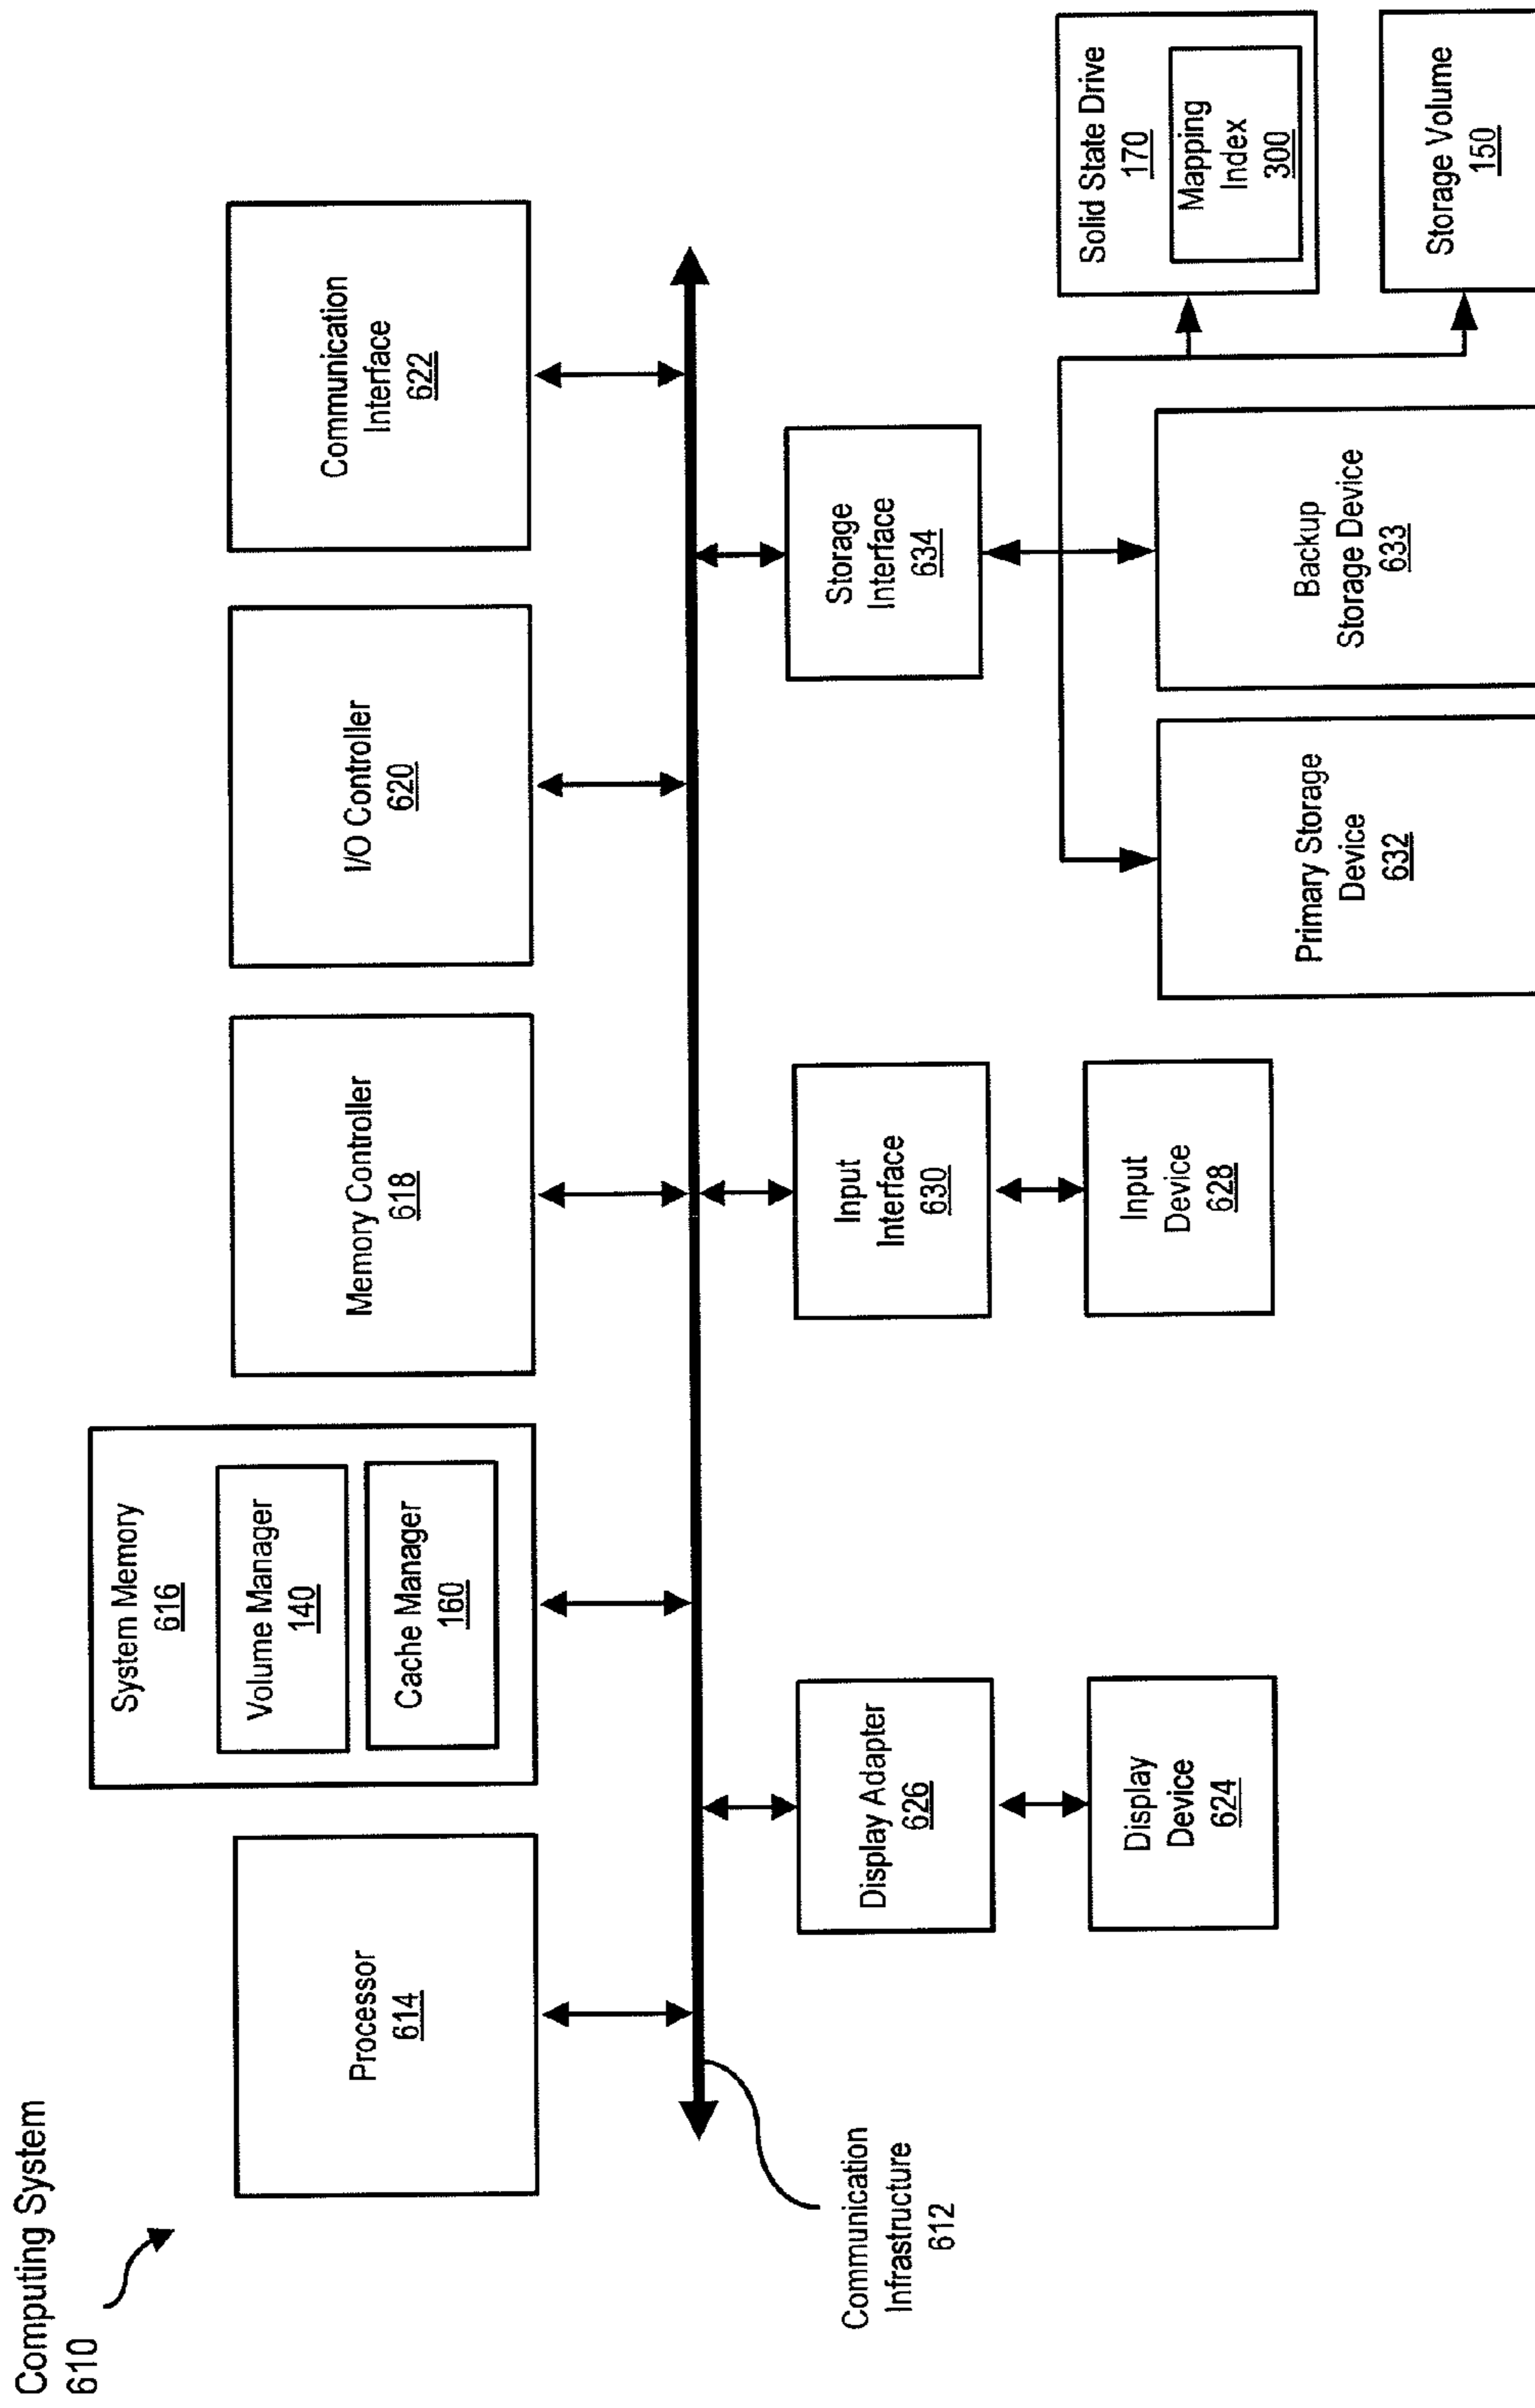 Computing System
610
Processor
614
System Memory
616
Volume Manager
140
Cache Manager
160
Memory Controller
618
I/O Controller
620
Communication
Interface
622
Communication
Infrastructure
612
Display Adapter
626
Display
Device
624
Input
Interface
630
Input
Device
628
Storage
Interface
634
Primary Storage
Device
632
Backup
Storage Device
633
Solid State Drive
170
Mapping
Index
300
Storage Volume
150